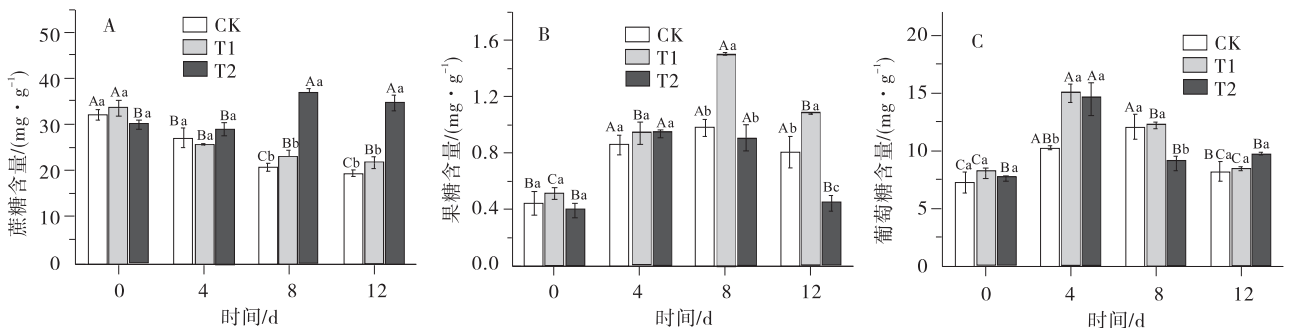 A
CK
T1
T2
50
40
30
20
10
0
蔗糖含量/(mg·g⁻¹)
Aa
Aa
Ba
Ba
Ba
Ba
Cb
Bb
Aa
Cb
Bb
Aa
0
4
8
12
时间/d
B
CK
T1
T2
1.6
1.2
0.8
0.4
0.0
果糖含量/(mg·g⁻¹)
Ba
Ca
Ba
Aa
Ba
Aa
Ab
Aa
Ab
Ab
Ba
Bc
0
4
8
12
时间/d
C
CK
T1
T2
20
15
10
5
0
葡萄糖含量/(mg·g⁻¹)
Ca
Ca
Ba
ABb
Aa
Aa
Aa
Ba
Bb
BCa
Ca
Ba
0
4
8
12
时间/d